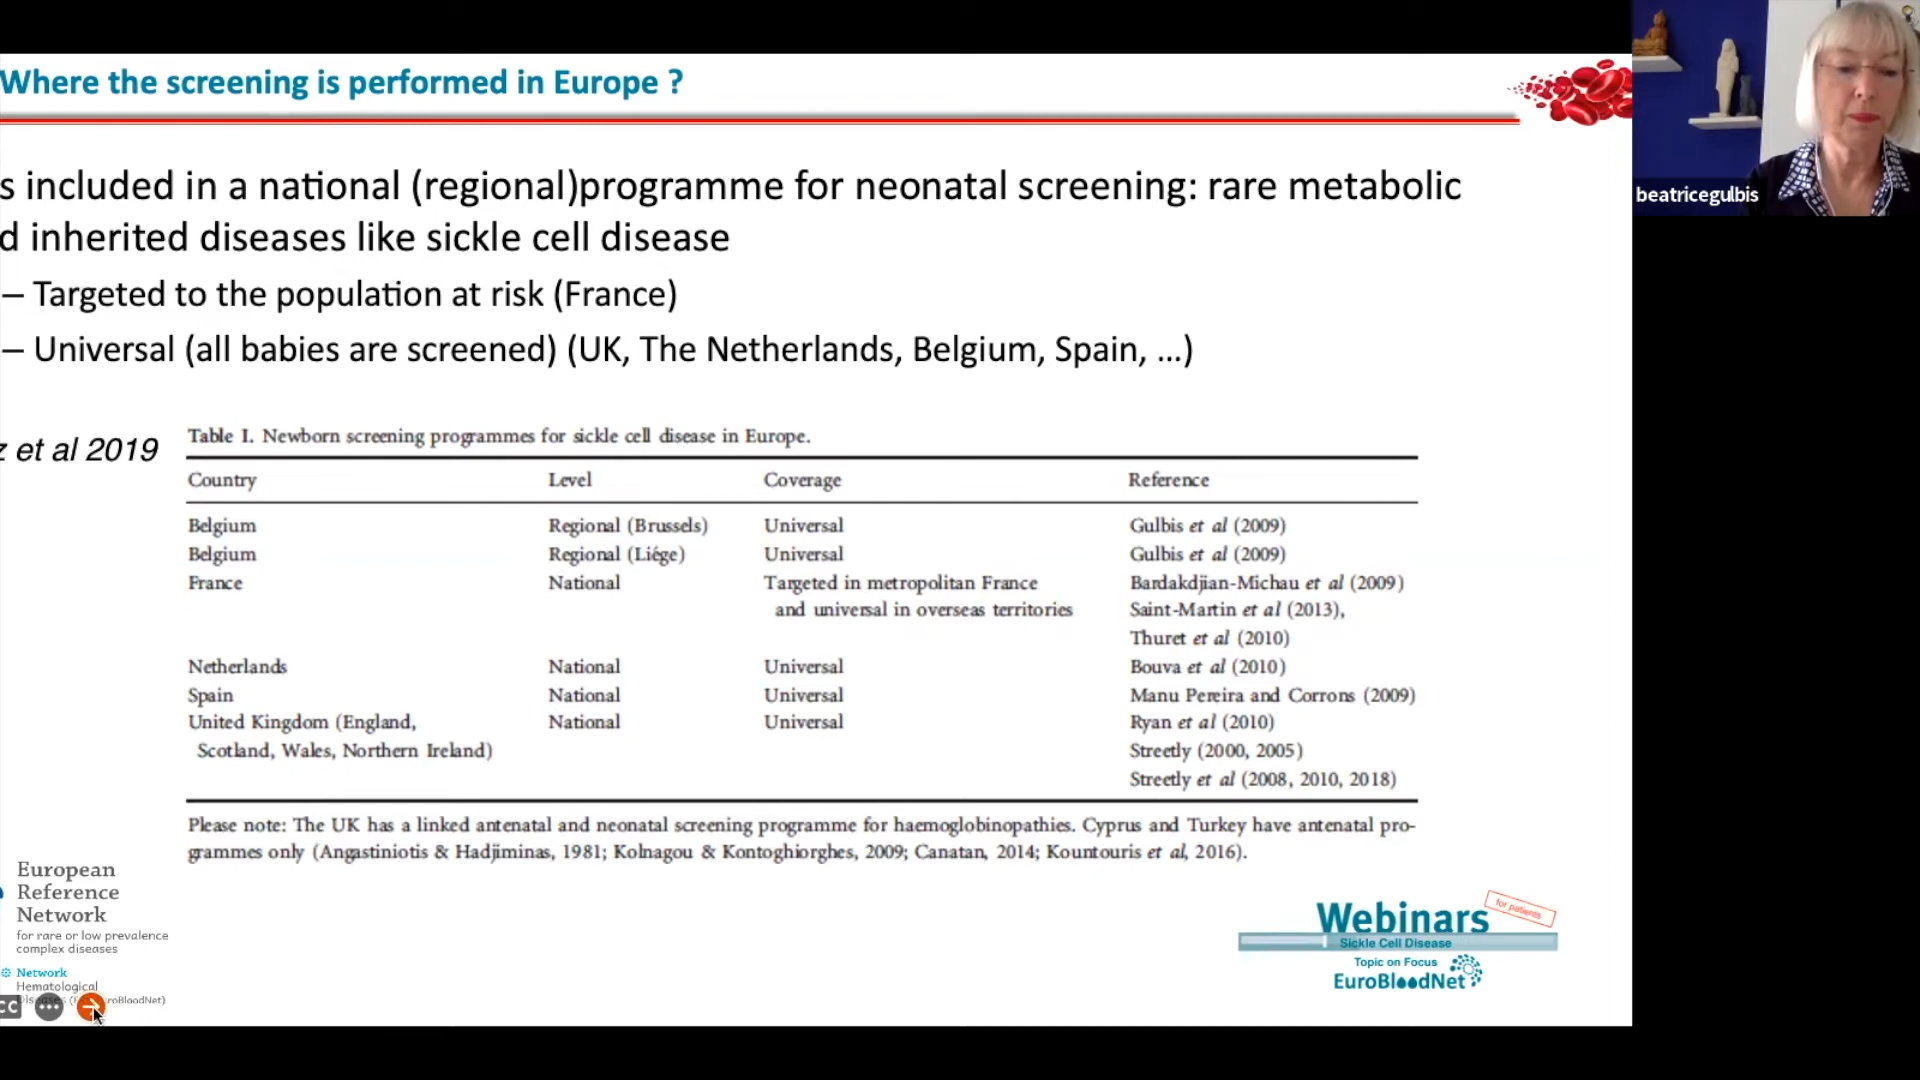 Where the screening is performed in Europe ?
s included in a national (regional)programme for neonatal screening: rare metabolic
d inherited diseases like sickle cell disease
– Targeted to the population at risk (France)
– Universal (all babies are screened) (UK, The Netherlands, Belgium, Spain, ...)
z et al 2019
Table I. Newborn screening programmes for sickle cell disease in Europe.
Country Level Coverage Reference
Belgium Regional (Brussels) Universal Gulbis et al (2009)
Belgium Regional (Liége) Universal Gulbis et al (2009)
France National Targeted in metropolitan France Bardakdjian-Michau et al (2009)
and universal in overseas territories Saint-Martin et al (2013),
Thuret et al (2010)
Netherlands National Universal Bouva et al (2010)
Spain National Universal Manu Pereira and Corrons (2009)
United Kingdom (England, National Universal Ryan et al (2010)
Scotland, Wales, Northern Ireland) Streetly (2000, 2005)
Streetly et al (2008, 2010, 2018)
Please note: The UK has a linked antenatal and neonatal screening programme for haemoglobinopathies. Cyprus and Turkey have antenatal pro-
grammes only (Angastiniotis & Hadjiminas, 1981; Kolnagou & Kontoghiorghes, 2009; Canatan, 2014; Kountouris et al, 2016).
European
Reference
Network
for rare or low prevalence
complex diseases
Network
Hematological
Diseases
roBloodNet)
CC
Webinars
for patients
Sickle Cell Disease
Topic on Focus
EuroBloodNet
beatricegulbis